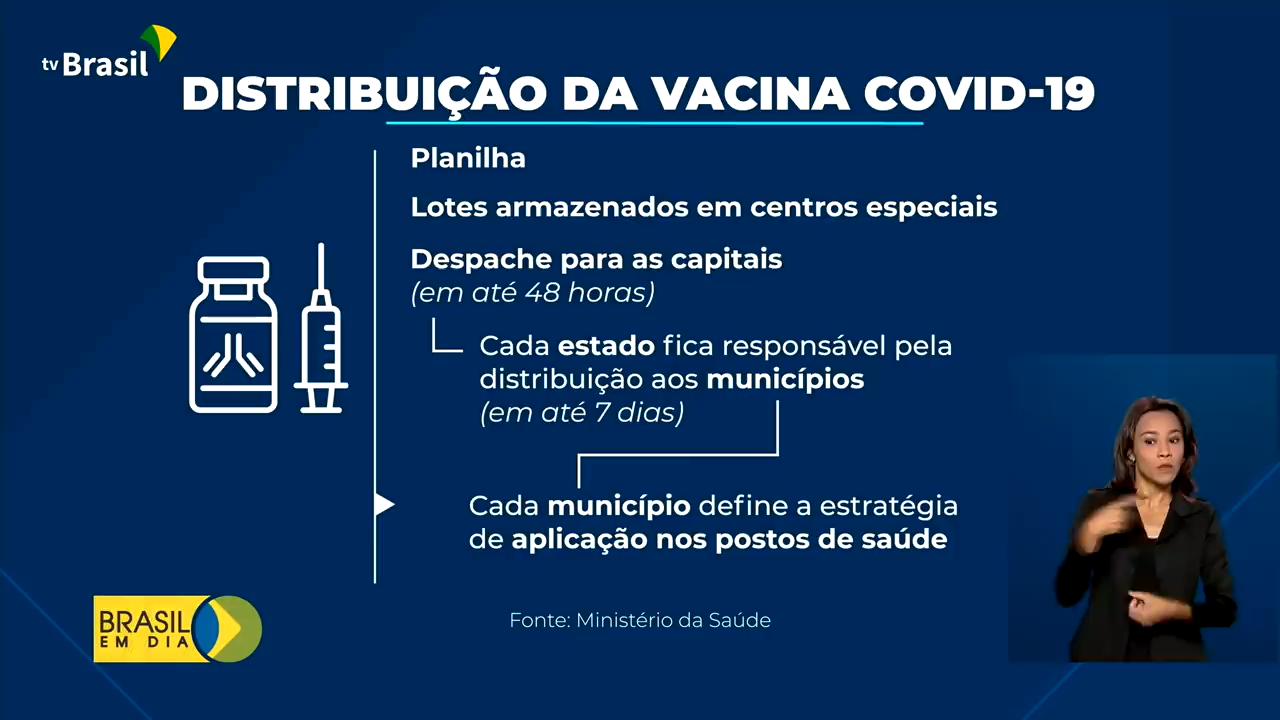 tv Brasil
DISTRIBUIÇÃO DA VACINA COVID-19
Planilha
Lotes armazenados em centros especiais
Despache para as capitais
(em até 48 horas)
Cada estado fica responsável pela
distribuição aos municípios
(em até 7 dias)
Cada município define a estratégia
de aplicação nos postos de saúde
Fonte: Ministério da Saúde
BRASIL
EM DIA